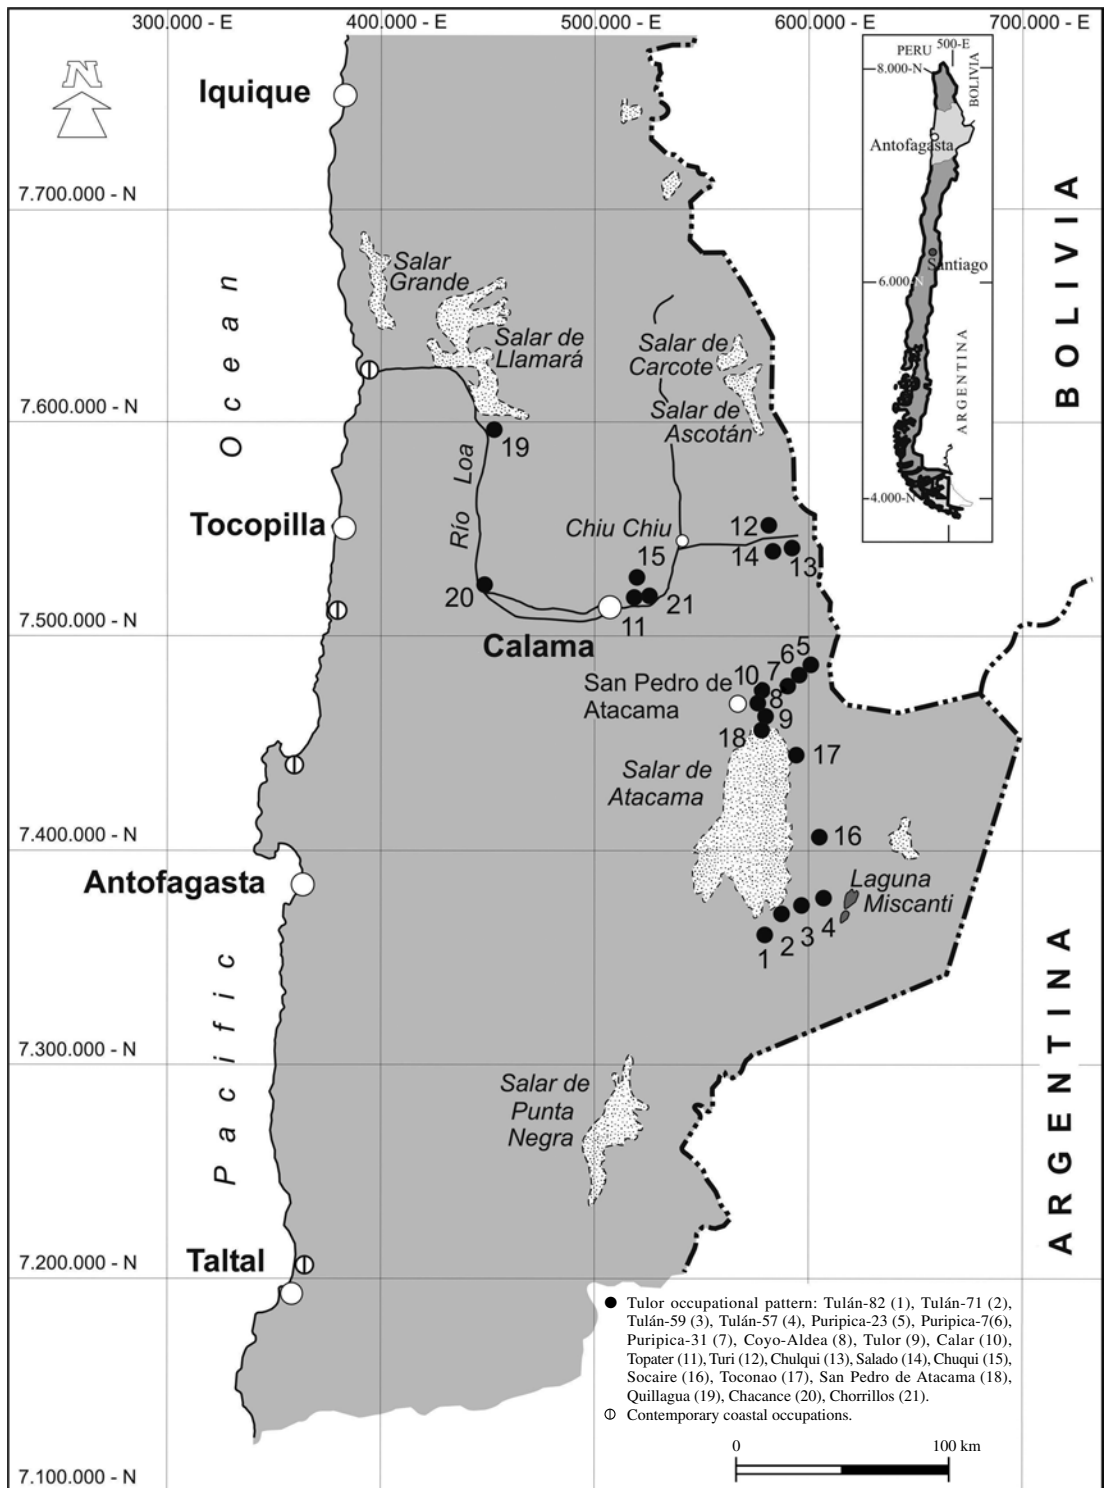 300.000 - E
400.000 - E
500.000 - E
600.000 - E
700.000 - E
N
Iquique
PERU
500-E
8.000-N
BOLIVIA
Antofagasta
Santiago
6.000-N
ARGENTINA
4.000-N
7.700.000 - N
BOLIVIA
Salar
Grande
Salar de
Llamará
Salar de
Carcote
Salar de
Ascotán
Pacific Ocean
7.600.000 - N
19
Río Loa
Tocopilla
Chiu Chiu
12
14
13
15
20
21
11
Calama
7.500.000 - N
5
6
7
10
San Pedro de
Atacama
8
9
18
17
Salar de
Atacama
7.400.000 - N
16
Antofagasta
Laguna
Miscanti
4
3
2
1
ARGENTINA
7.300.000 - N
Salar de
Punta
Negra
Taltal
7.200.000 - N
Tulor occupational pattern: Tulán-82 (1), Tulán-71 (2),
Tulán-59 (3), Tulán-57 (4), Puripica-23 (5), Puripica-7(6),
Puripica-31 (7), Coyo-Aldea (8), Tulor (9), Calar (10),
Topater (11), Turi (12), Chulqui (13), Salado (14), Chuqui (15),
Socaire (16), Toconao (17), San Pedro de Atacama (18),
Quillagua (19), Chacance (20), Chorrillos (21).
Contemporary coastal occupations.
0
100 km
7.100.000 - N